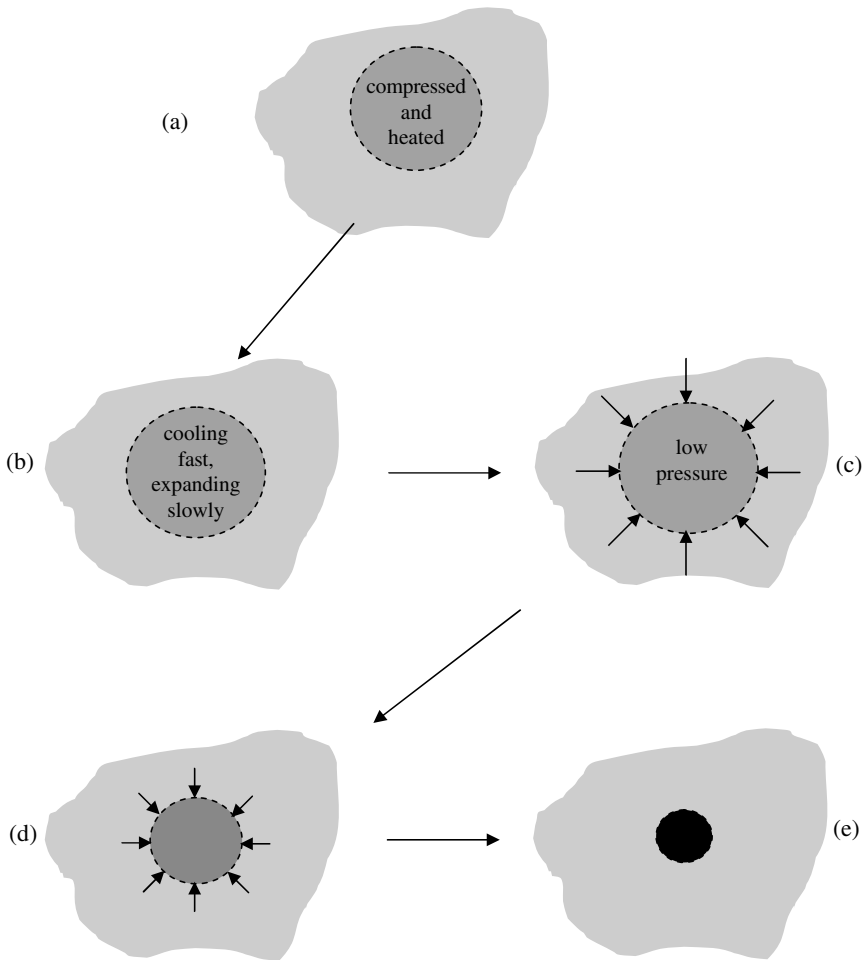 (a)
compressed
and
heated
(b)
cooling
fast,
expanding
slowly
low
pressure
(c)
(d)
(e)